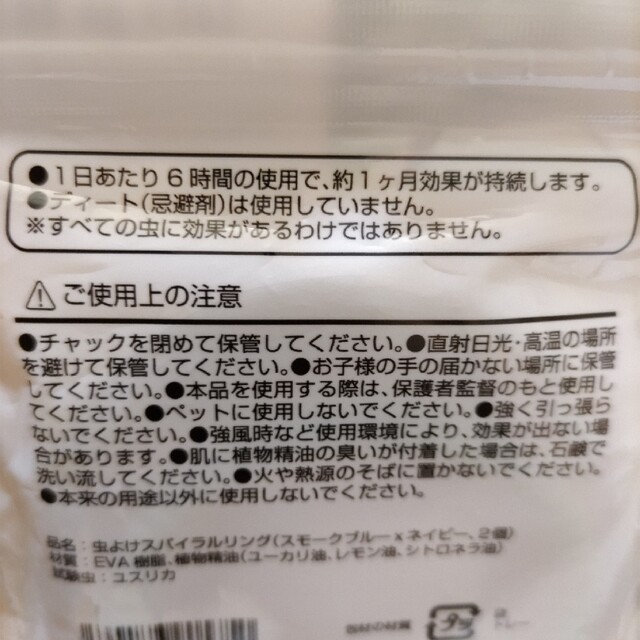 ●1日あたり6時間の使用で、約1ヶ月効果が持続します。
●ディート(忌避剤)は使用していません。
※すべての虫に効果があるわけではありません。
⚠ご使用上の注意
●チャックを閉めて保管してください。●直射日光・高温の場所
を避けて保管してください。●お子様の手の届かない場所に保管
してください。●本品を使用する際は、保護者監督のもと使用し
てください。●ペットに使用しないでください。●強く引っ張ら
ないでください。●強風時など使用環境により、効果が出ない場
合があります。●肌に植物精油の臭いが付着した場合は、石鹸で
洗い流してください。●火や熱源のそばに置かないでください。
●本来の用途以外に使用しないでください。
品名：虫よけスパイラルリング(スモークブルー×ネイビー、2個)
材質：EVA樹脂、植物精油(ユーカリ油、レモン油、シトロネラ油)
試験虫：ユスリカ